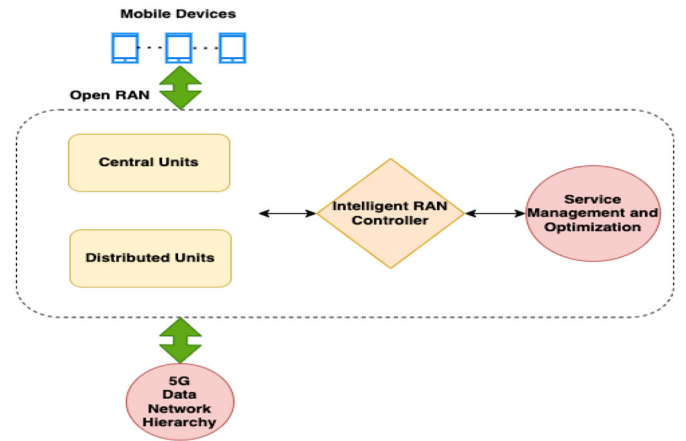 Mobile Devices
Open RAN
Central Units
Distributed Units
Intelligent RAN
Controller
Service
Management and
Optimization
5G
Data
Network
Hierarchy